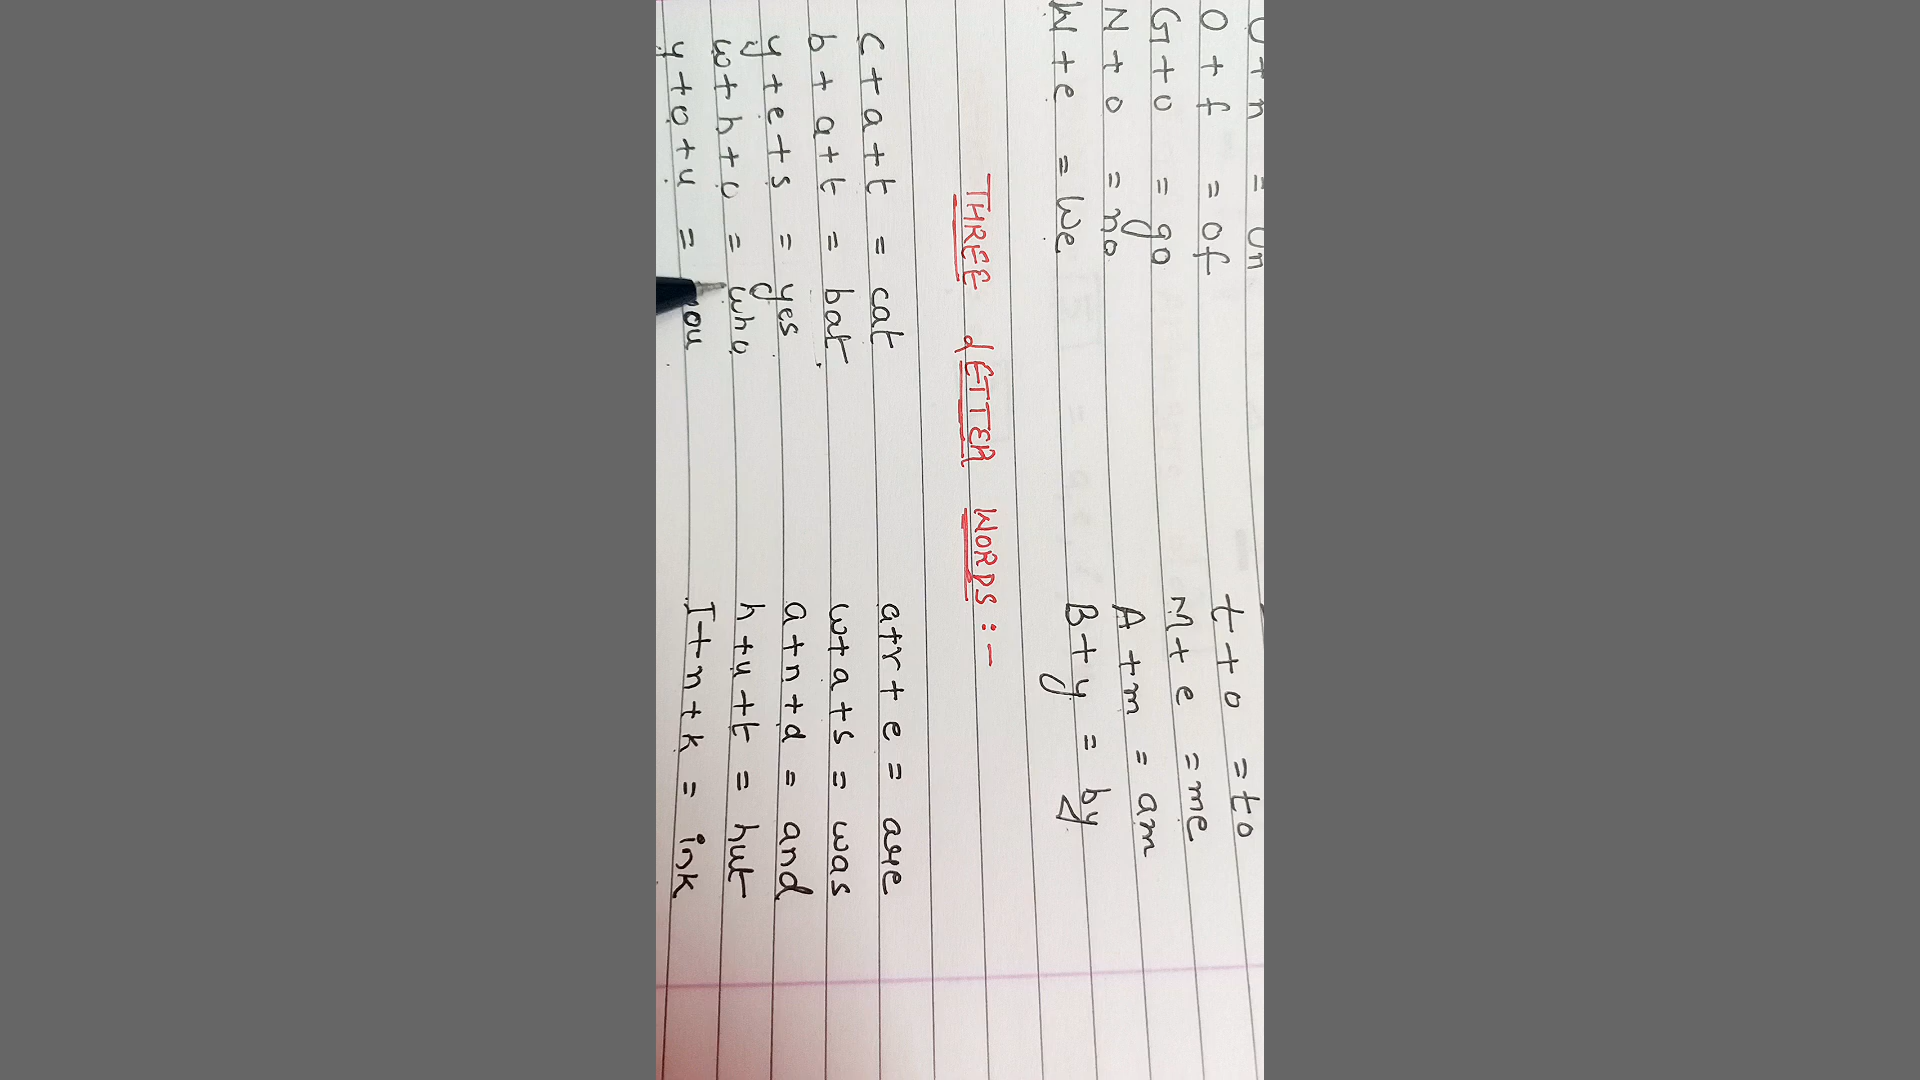 O + n = on t + o = to
O + f = of M + e = me
G + o = go A + m = am
N + o = no B + y = by
W + e = We
THREE LETTER WORDS :-
C + a + t = cat a + r + e = are
b + a + t = bat w + a + s = was
y + e + s = yes a + n + d = and
w + h + o = who h + u + t = hut
y + o + u = you I + n + k = ink